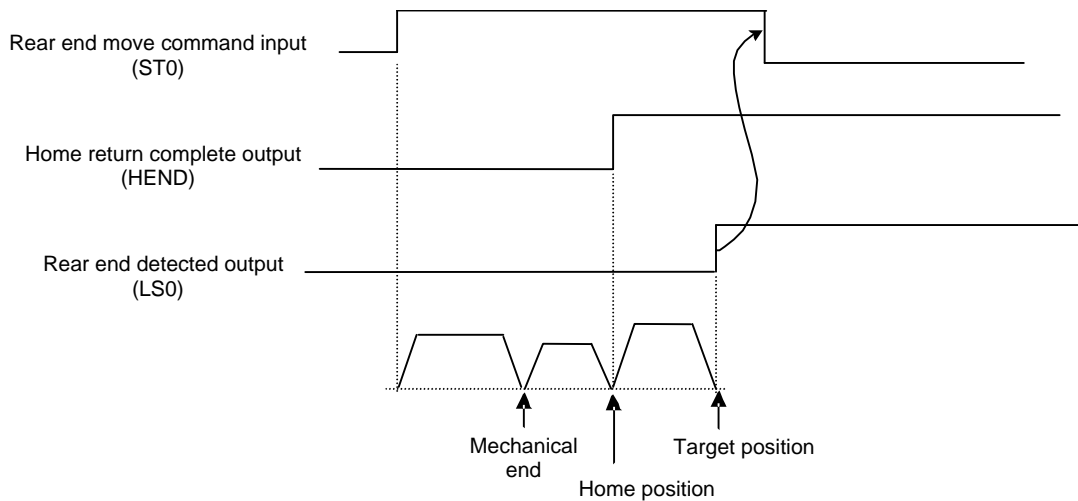 Rear end move command input
(ST0)
Home return complete output
(HEND)
Rear end detected output
(LS0)
Mechanical
end
Target position
Home position